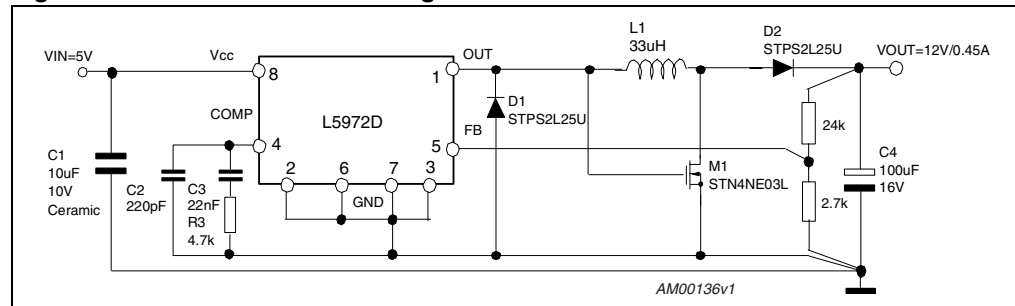 VIN=5V
Vcc
8
COMP
4
L5972D
1
OUT
5
FB
2
6
7
3
GND
C1
10uF
10V
Ceramic
C2
220pF
C3
22nF
R3
4.7k
D1
STPS2L25U
L1
33uH
D2
STPS2L25U
VOUT=12V/0.45A
M1
STN4NE03L
24k
2.7k
C4
100uF
16V
AM00136v1